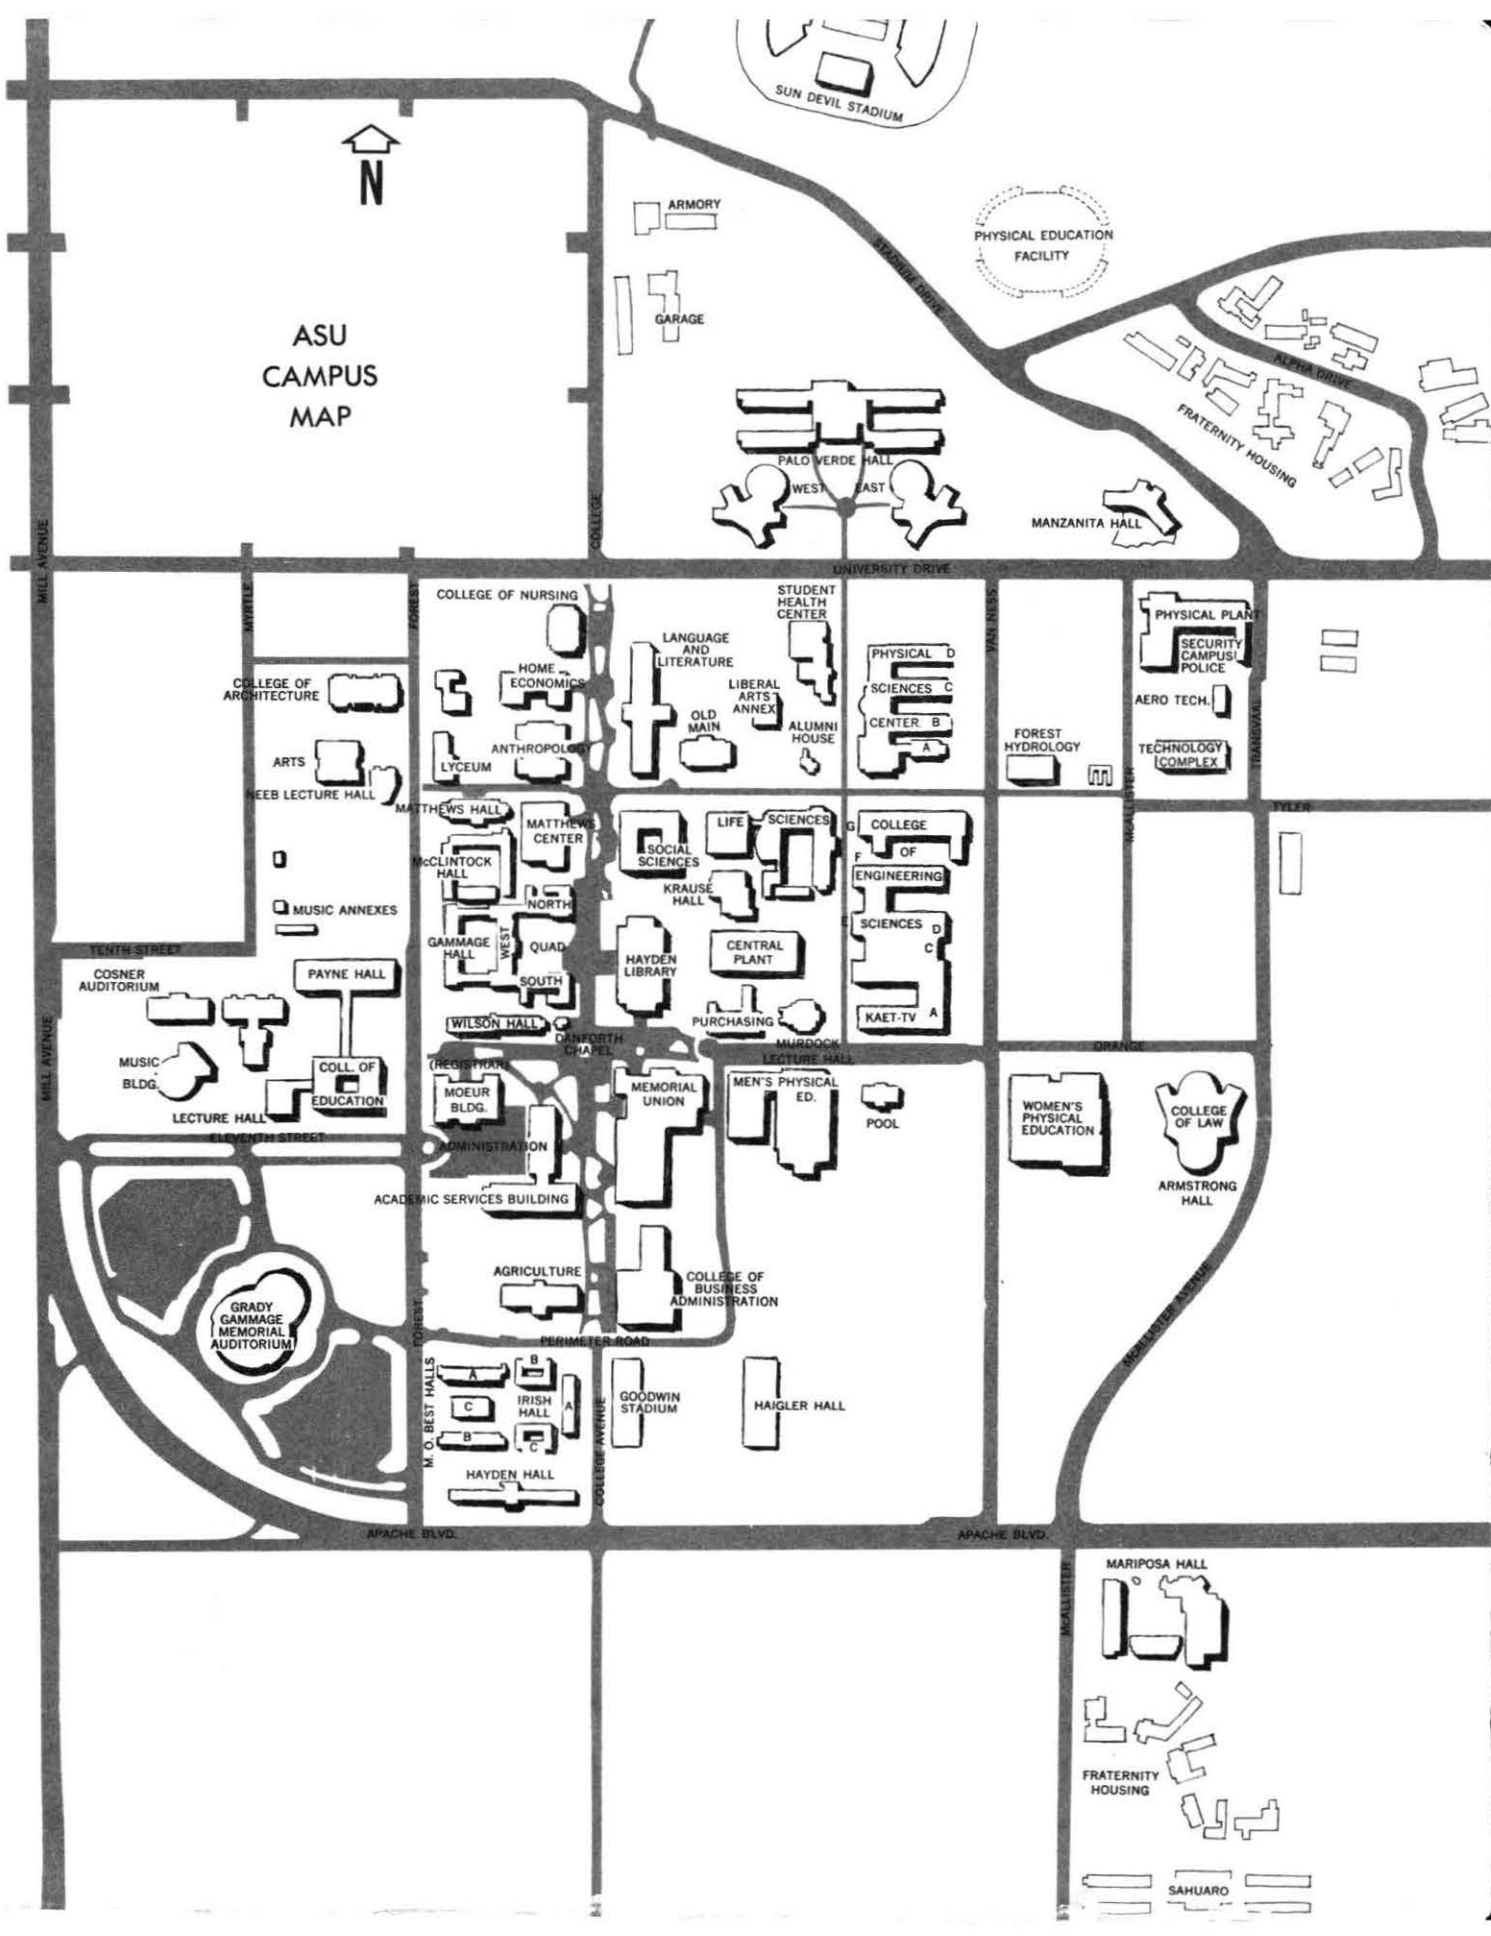 SUN DEVIL STADIUM
N
ARMORY
PHYSICAL EDUCATION
FACILITY
STADIUM DRIVE
GARAGE
ASU
CAMPUS
MAP
ALPHA DRIVE
FRATERNITY HOUSING
PALO VERDE HALL
WEST
EAST
MANZANITA HALL
MILL AVENUE
COLLEGE
UNIVERSITY DRIVE
MYRTLE
FOREST
COLLEGE OF NURSING
STUDENT
HEALTH
CENTER
VAN NESS
PHYSICAL PLANT
SECURITY
CAMPUS/
POLICE
LANGUAGE
AND
LITERATURE
PHYSICAL D
SCIENCES C
CENTER B
A
HOME
ECONOMICS
COLLEGE OF
ARCHITECTURE
LIBERAL
ARTS
ANNEX
AERO TECH.
OLD
MAIN
ALUMNI
HOUSE
FOREST
HYDROLOGY
TECHNOLOGY
COMPLEX
TRANSVAAL
ANTHROPOLOGY
LYCEUM
ARTS
NEEB LECTURE HALL
McALLISTER
TYLER
MATTHEWS HALL
MATTHEWS
CENTER
LIFE
SCIENCES
G
COLLEGE
OF
F
ENGINEERING
E
SCIENCES D
C
SOCIAL
SCIENCES
McCLINTOCK
HALL
KRAUSE
HALL
NORTH
MUSIC ANNEXES
GAMMAGE
HALL
WEST
QUAD
SOUTH
HAYDEN
LIBRARY
CENTRAL
PLANT
TENTH STREET
COSNER
AUDITORIUM
PAYNE HALL
WILSON HALL
PURCHASING
KAET-TV A
DANFORTH
CHAPEL
MURDOCK
LECTURE HALL
ORANGE
MILL AVENUE
MUSIC
BLDG.
COLL. OF
EDUCATION
LECTURE HALL
(REGISTRAR)
MOEUR
BLDG.
MEMORIAL
UNION
MEN'S PHYSICAL
ED.
POOL
WOMEN'S
PHYSICAL
EDUCATION
COLLEGE
OF LAW
ARMSTRONG
HALL
ELEVENTH STREET
ADMINISTRATION
ACADEMIC SERVICES BUILDING
AGRICULTURE
COLLEGE OF
BUSINESS
ADMINISTRATION
GRADY
GAMMAGE
MEMORIAL
AUDITORIUM
FOREST
PERIMETER ROAD
McALLISTER AVENUE
M. O. BEST HALLS
A
C
B
B
IRISH
HALL
A
C
COLLEGE AVENUE
GOODWIN
STADIUM
HAIGLER HALL
HAYDEN HALL
APACHE BLVD.
APACHE BLVD.
McALLISTER
MARIPOSA HALL
FRATERNITY
HOUSING
SAHUARO